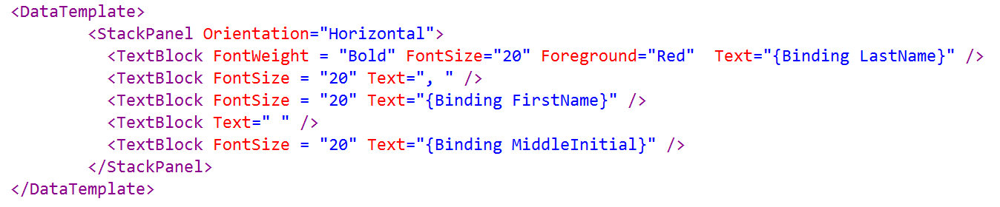 <DataTemplate>
<StackPanel Orientation="Horizontal">
<TextBlock FontWeight = "Bold" FontSize="20" Foreground="Red"  Text="{Binding LastName}" />
<TextBlock FontSize = "20" Text=", " />
<TextBlock FontSize = "20" Text="{Binding FirstName}" />
<TextBlock Text=" " />
<TextBlock FontSize = "20" Text="{Binding MiddleInitial}" />
</StackPanel>
</DataTemplate>